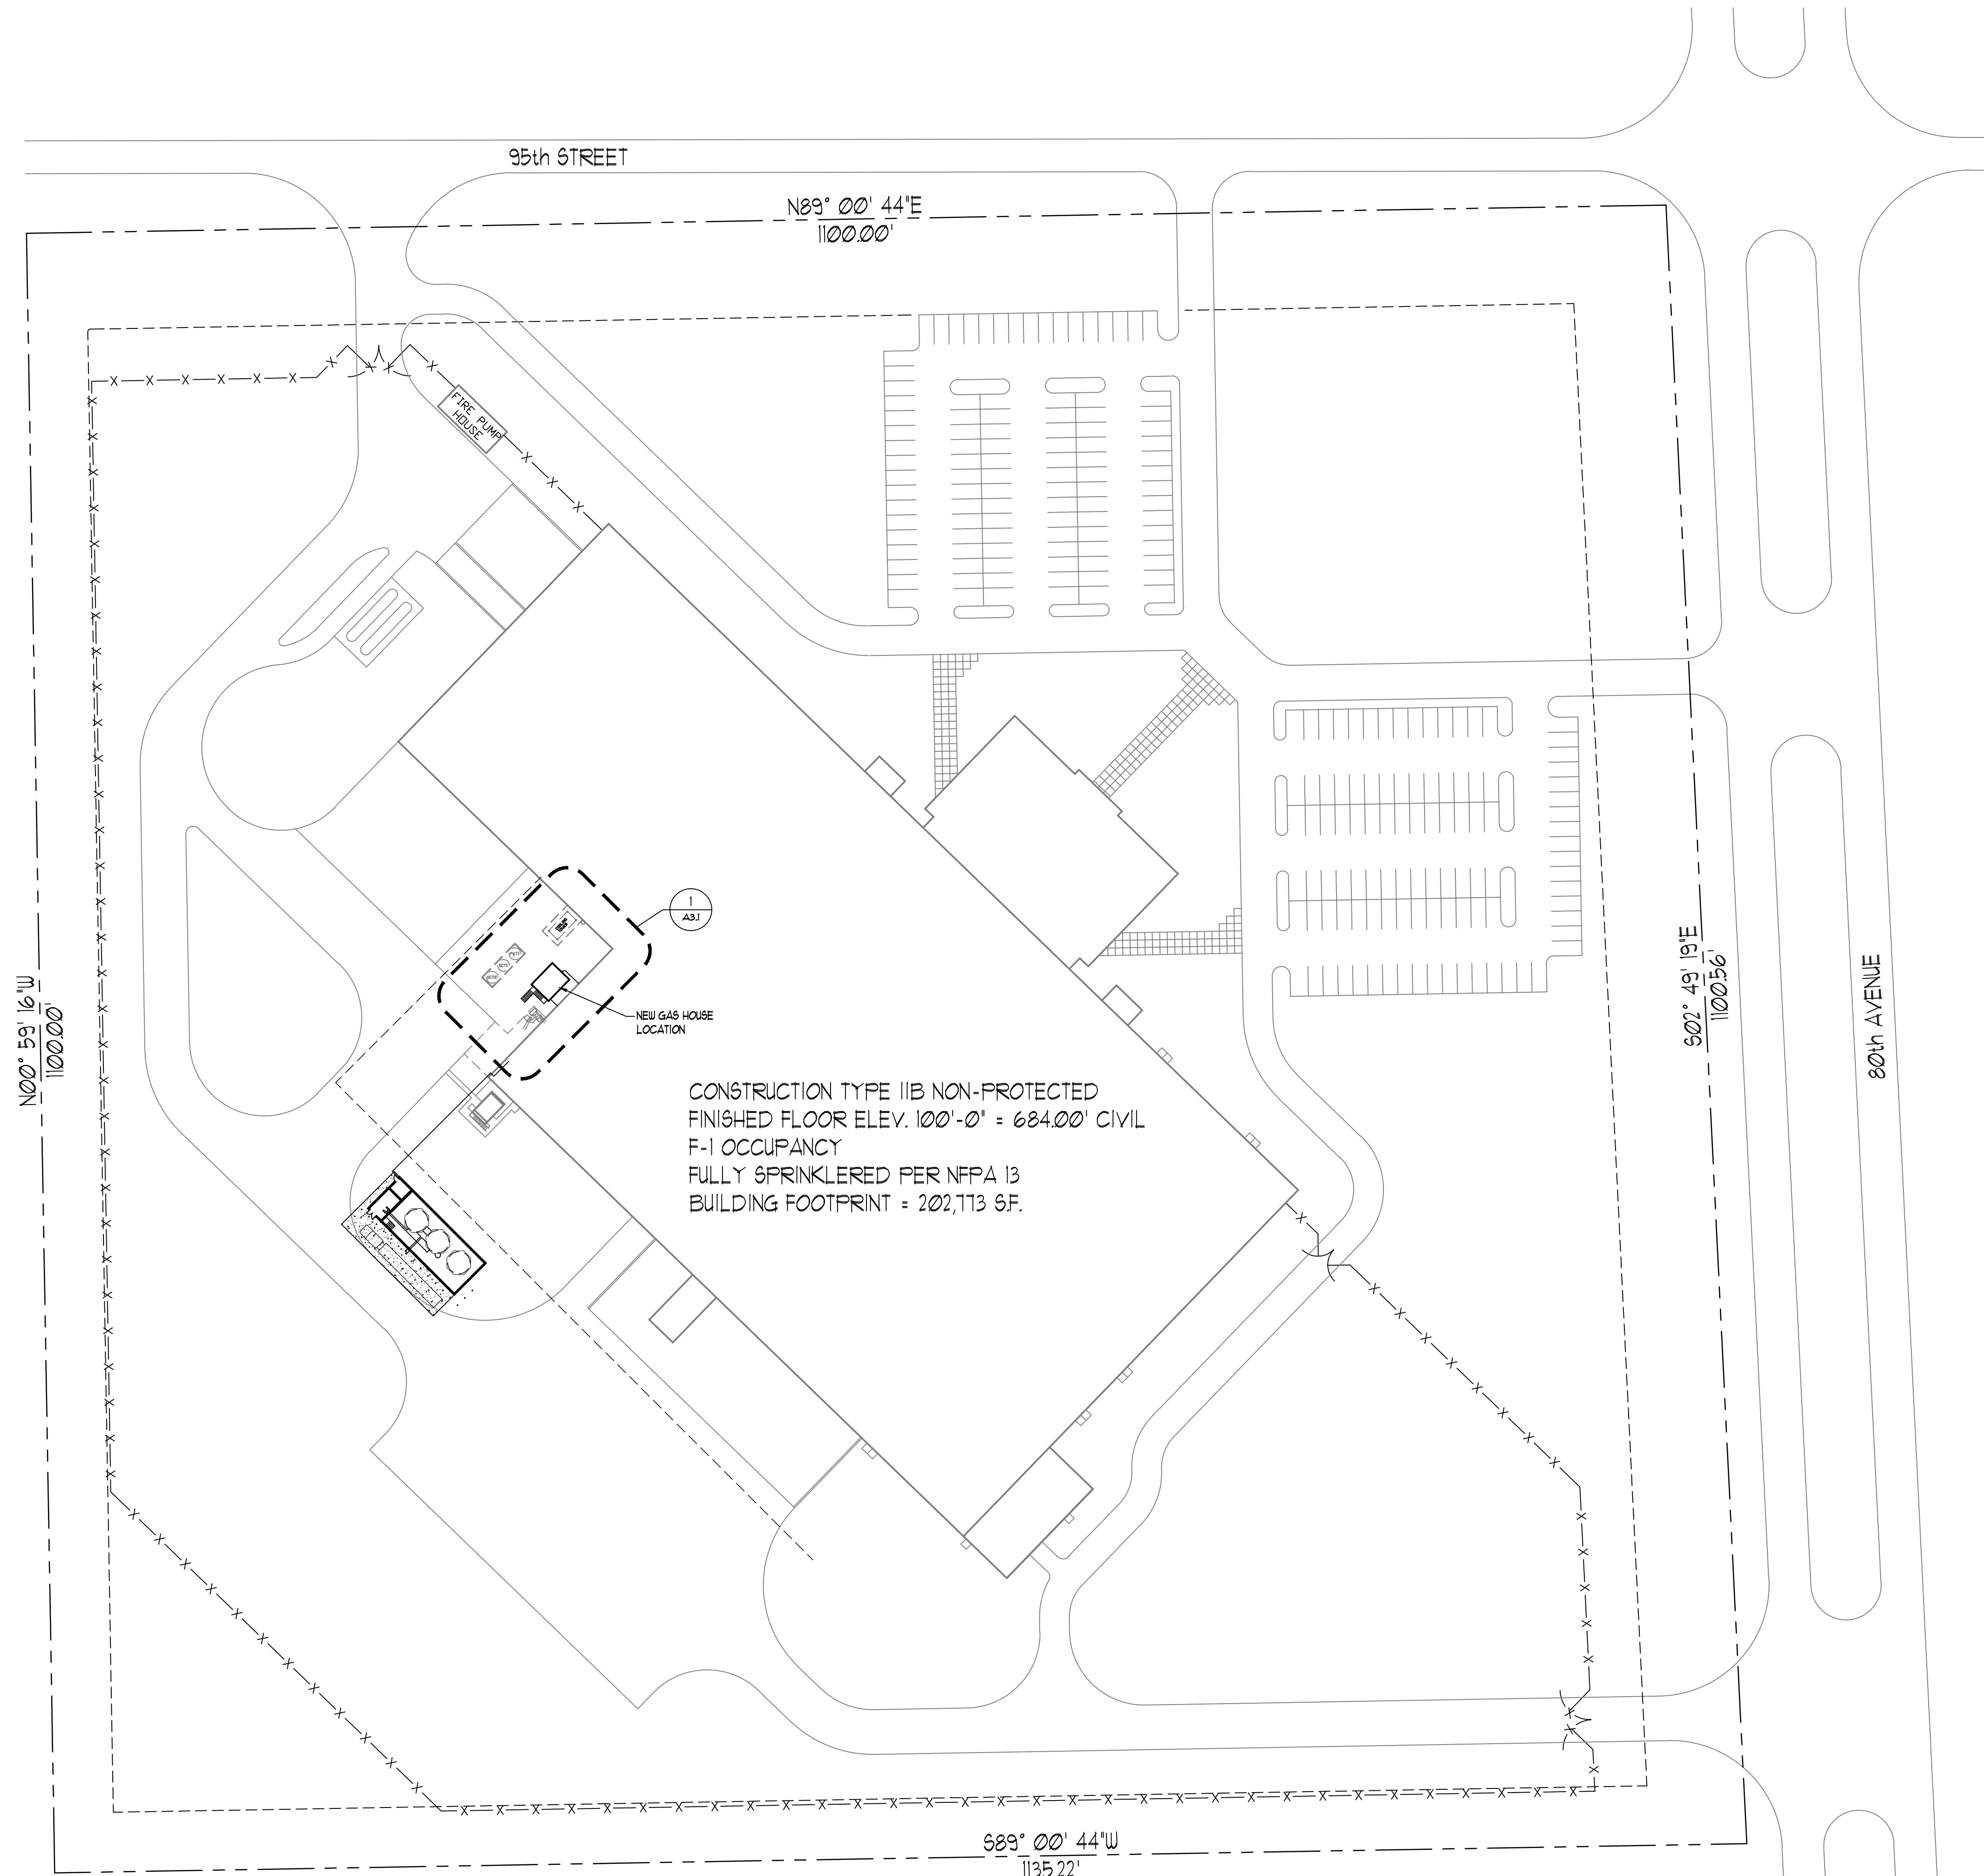 95th STREET
N89° 00' 44"E
1100.00'
FIRE PUMP
HOUSE
1
A3.1
NEW GAS HOUSE
LOCATION
N00° 59' 16"W
1100.00'
S02° 49' 19"E
1100.56'
80th AVENUE
CONSTRUCTION TYPE IIB NON-PROTECTED
FINISHED FLOOR ELEV. 100'-0" = 684.00' CIVIL
F-1 OCCUPANCY
FULLY SPRINKLERED PER NFPA 13
BUILDING FOOTPRINT = 202,773 S.F.
S89° 00' 44"W
1135.22'